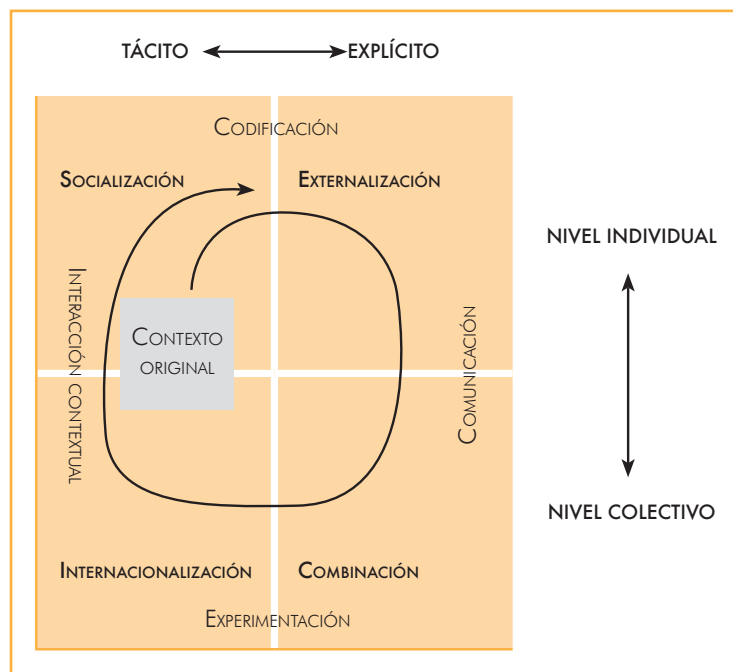 TÁCITO EXPLÍCITO
CODIFICACIÓN
SOCIALIZACIÓN EXTERNALIZACIÓN
NIVEL INDIVIDUAL
INTERACCIÓN CONTEXTUAL
CONTEXTO
ORIGINAL
COMUNICACIÓN
NIVEL COLECTIVO
INTERNACIONALIZACIÓN COMBINACIÓN
EXPERIMENTACIÓN